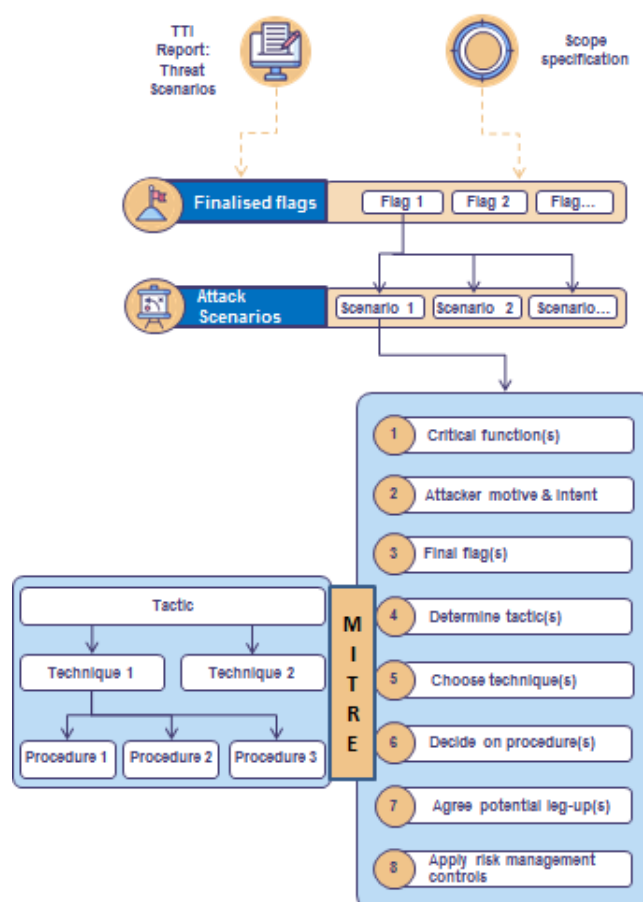 TTI
Report:
Threat
Scenarios
Scope
specification
Finalised flags
Flag 1
Flag 2
Flag...
Attack
Scenarios
Scenario 1
Scenario 2
Scenario...
1
Critical function(s)
2
Attacker motive & intent
3
Final flag(s)
4
Determine tactic(s)
5
Choose technique(s)
6
Decide on procedure(s)
7
Agree potential leg-up(s)
8
Apply risk management
controls
MITRE
Tactic
Technique 1
Technique 2
Procedure 1
Procedure 2
Procedure 3